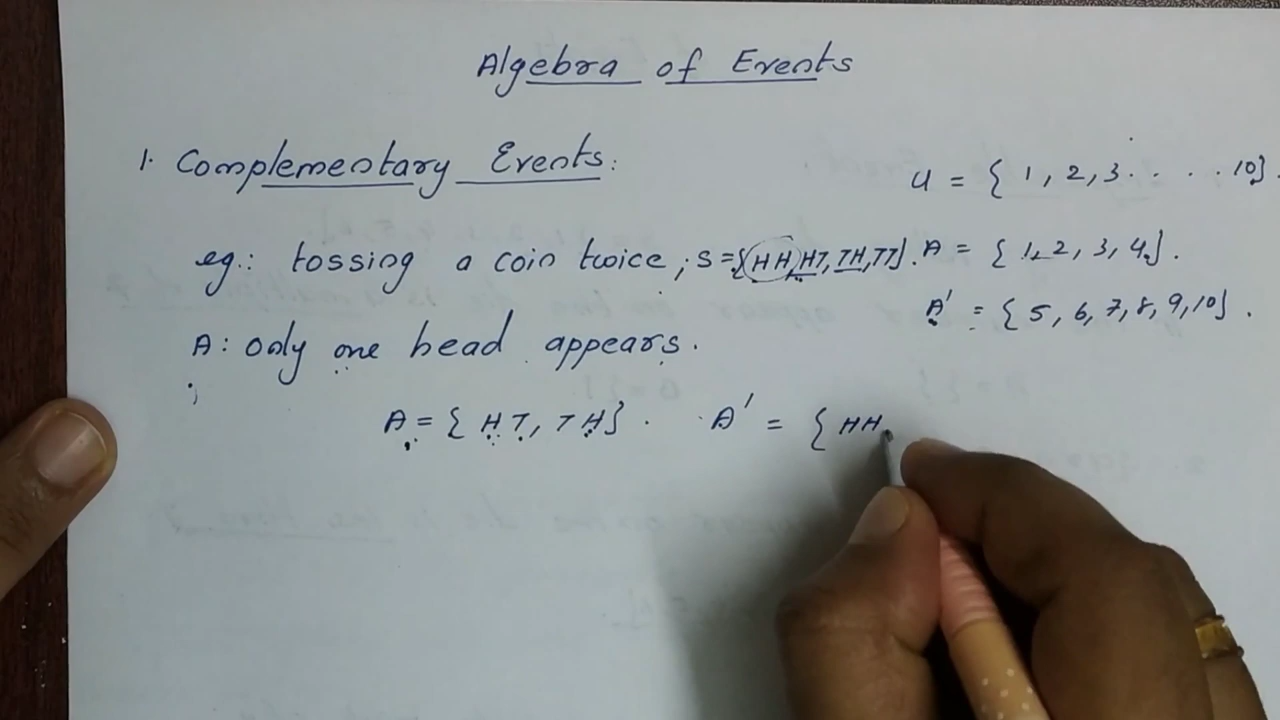 Algebra of Events
1. Complementary Events:
U = { 1, 2, 3. . . . . 10}.
eg.: tossing a coin twice ; S={HH,HT,TH,TT}. A = { 1, 2, 3, 4}.
A' = { 5, 6, 7, 8, 9, 10} .
A: only one head appears.
A = { HT, TH} . A' = { HH,